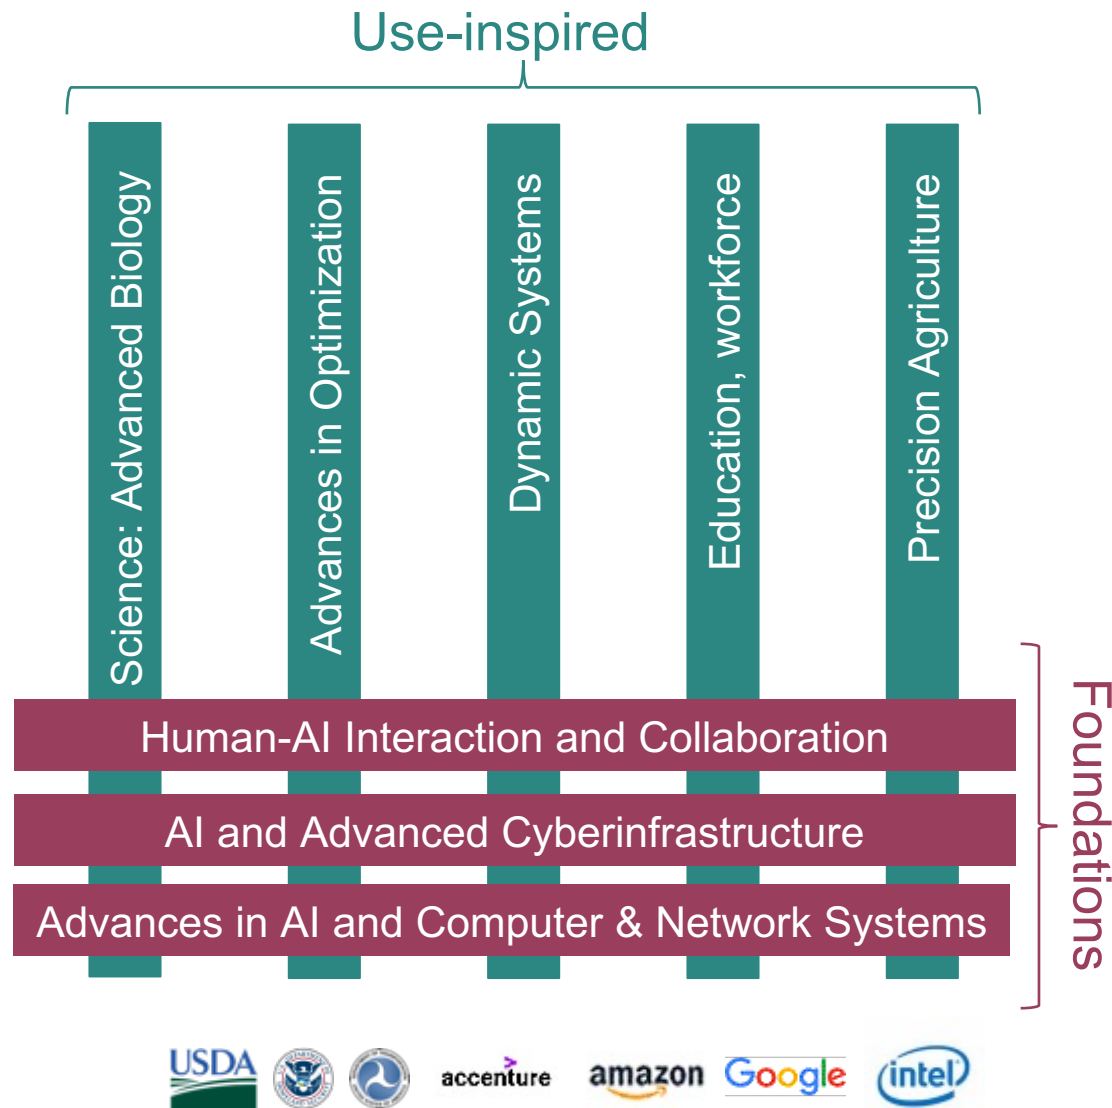 Use-inspired
Science: Advanced Biology
Advances in Optimization
Dynamic Systems
Education, workforce
Precision Agriculture
Human-AI Interaction and Collaboration
AI and Advanced Cyberinfrastructure
Advances in AI and Computer & Network Systems
Foundations
USDA
accenture
amazon
Google
intel